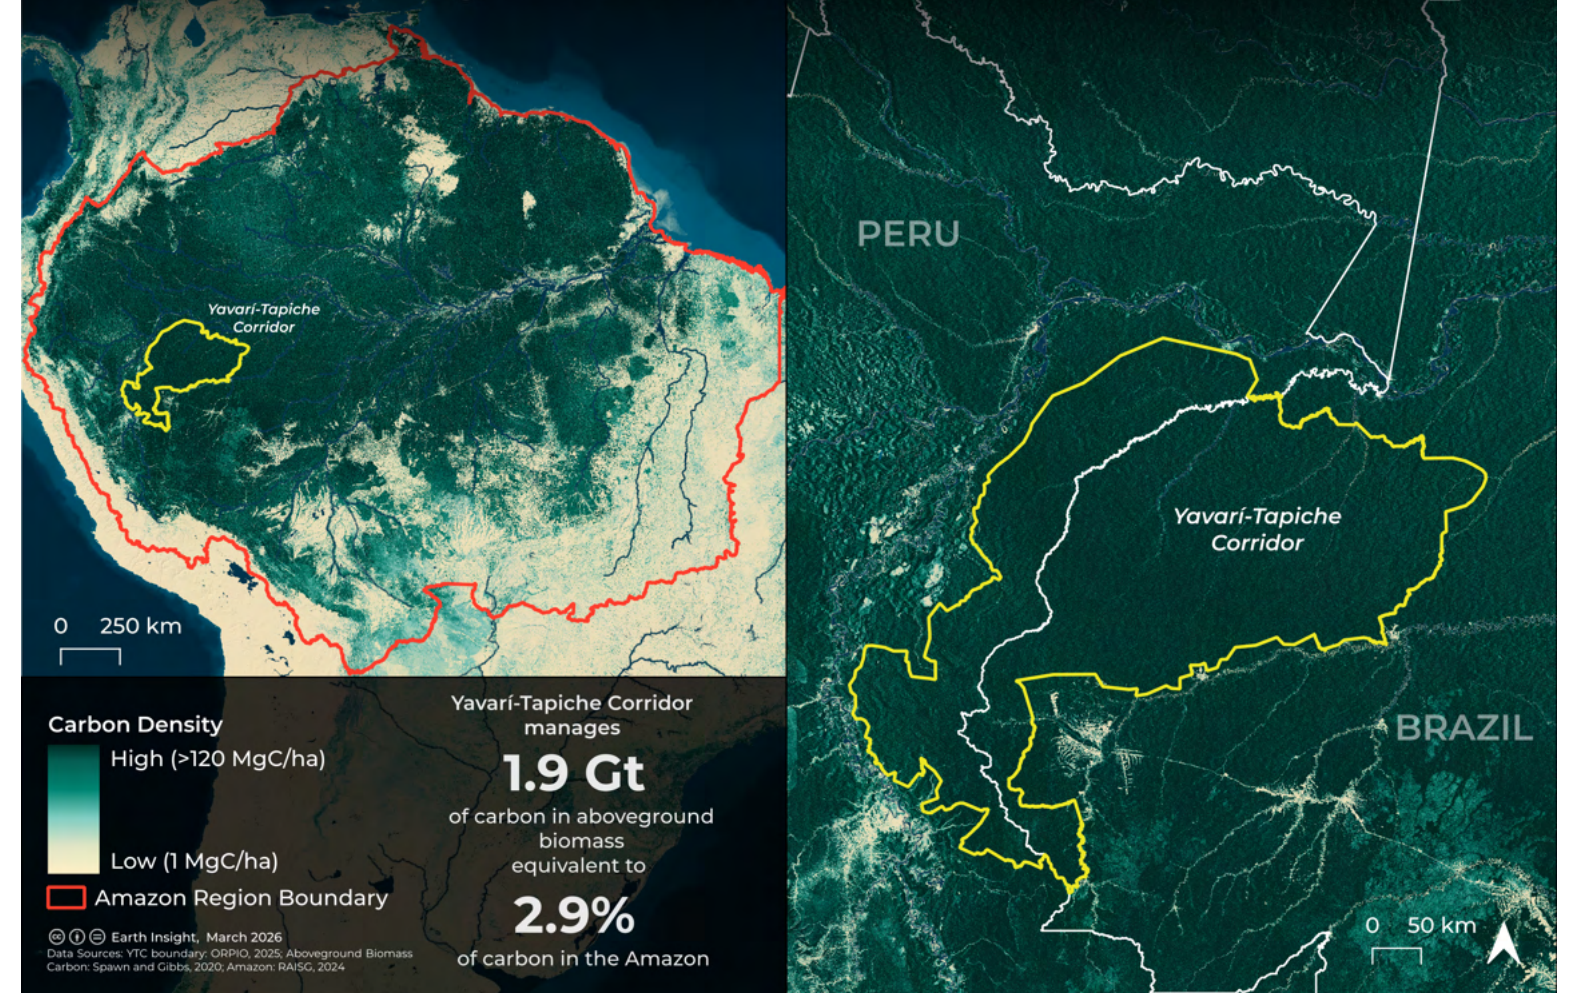 Yavarí-Tapiche
Corridor
0 250 km
Carbon Density
High (>120 MgC/ha)
Low (1 MgC/ha)
Amazon Region Boundary
Earth Insight, March 2026
Data Sources: YTC boundary: ORPIO, 2025; Aboveground Biomass
Carbon: Spawn and Gibbs, 2020; Amazon: RAISG, 2024
Yavarí-Tapiche Corridor
manages
1.9 Gt
of carbon in aboveground
biomass
equivalent to
2.9%
of carbon in the Amazon
PERU
Yavarí-Tapiche
Corridor
BRAZIL
0 50 km